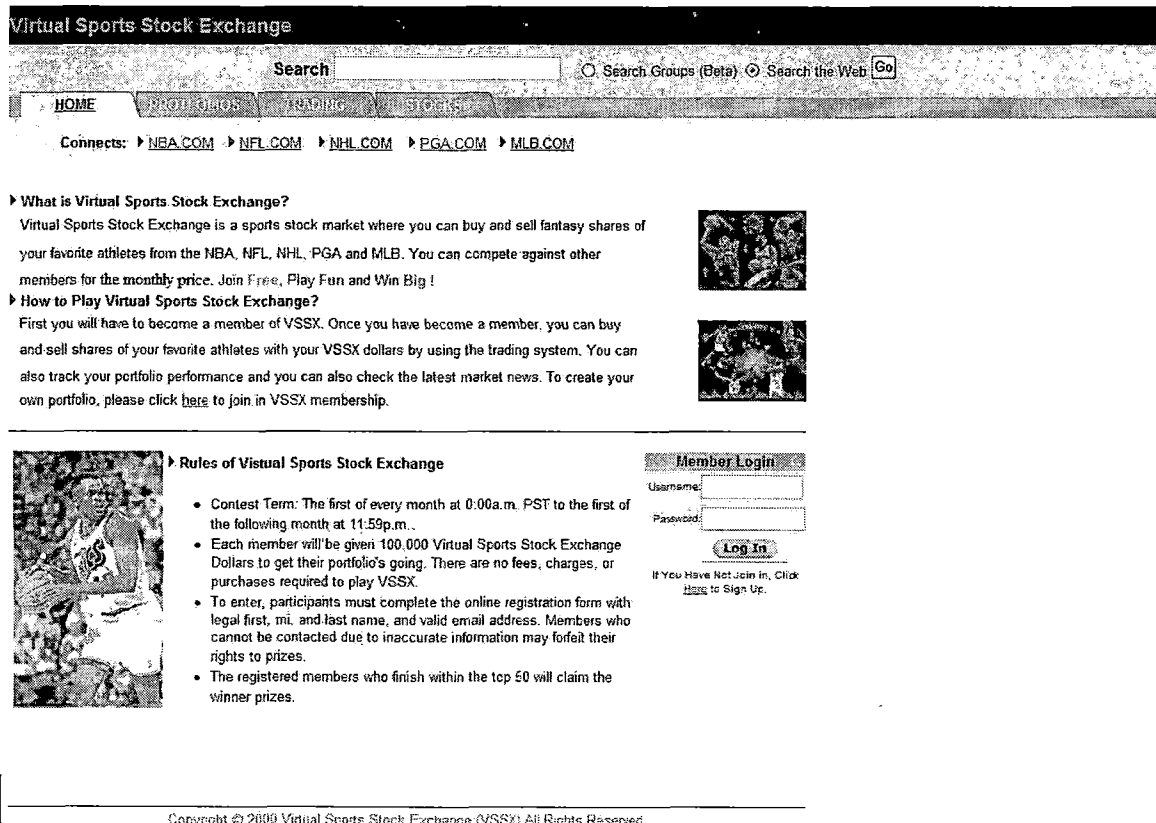 Virtual Sports Stock Exchange
Search Search Groups (Beta) Search the Web Go
HOME PORTFOLIOS TRADING STOCKS
Connects: NBA.COM NFL.COM NHL.COM PGA.COM MLB.COM
What is Virtual Sports Stock Exchange?
Virtual Sports Stock Exchange is a sports stock market where you can buy and sell fantasy shares of
your favorite athletes from the NBA, NFL, NHL, PGA and MLB. You can compete against other
members for the monthly price. Join Free, Play Fun and Win Big !
How to Play Virtual Sports Stock Exchange?
First you will have to become a member of VSSX. Once you have become a member, you can buy
and sell shares of your favorite athletes with your VSSX dollars by using the trading system. You can
also track your portfolio performance and you can also check the latest market news. To create your
own portfolio, please click here to join in VSSX membership.
Rules of Vistual Sports Stock Exchange
Contest Term: The first of every month at 0:00a.m. PST to the first of
the following month at 11:59p.m..
Each member will be given 100,000 Virtual Sports Stock Exchange
Dollars to get their portfolio's going. There are no fees, charges, or
purchases required to play VSSX.
To enter, participants must complete the online registration form with
legal first, mi. and last name, and valid email address. Members who
cannot be contacted due to inaccurate information may forfeit their
rights to prizes.
The registered members who finish within the top 50 will claim the
winner prizes.
Member Login
Username:
Password:
Log In
If You Have Not Join in, Click
Here to Sign Up.
Copyright © 2000 Virtual Sports Stock Exchange (VSSX) All Rights Reserved